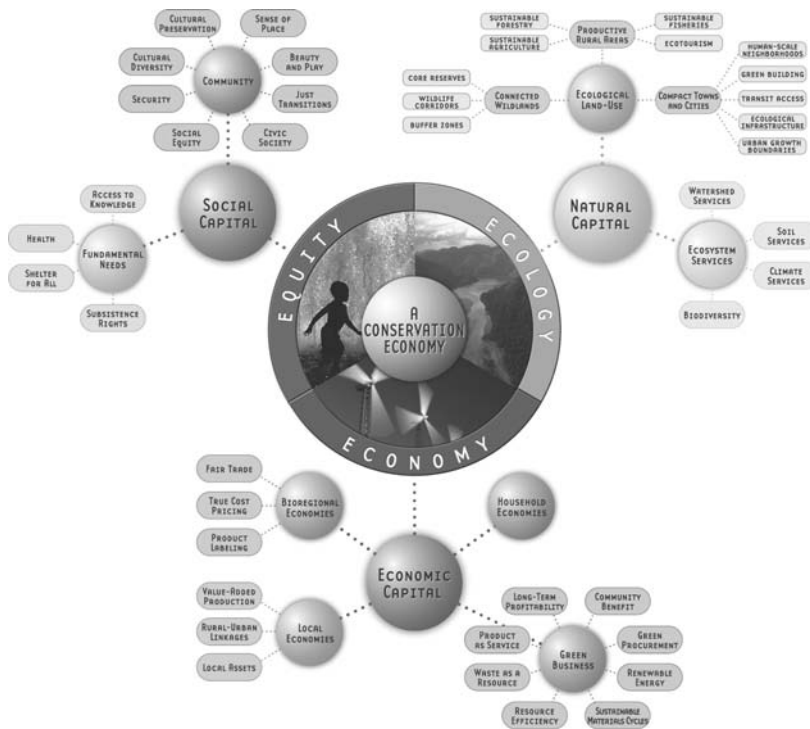 CULTURAL
PRESERVATION
SENSE OF
PLACE
CULTURAL
DIVERSITY
COMMUNITY
BEAUTY
AND PLAY
SECURITY
JUST
TRANSITIONS
SOCIAL
EQUITY
CIVIC
SOCIETY
SUSTAINABLE
FORESTRY
PRODUCTIVE
RURAL AREAS
SUSTAINABLE
FISHERIES
SUSTAINABLE
AGRICULTURE
ECOTOURISM
CORE RESERVES
WILDLIFE
CORRIDORS
BUFFER ZONES
CONNECTED
WILDLANDS
ECOLOGICAL
LAND-USE
COMPACT TOWNS
AND CITIES
HUMAN-SCALE
NEIGHBORHOODS
GREEN BUILDING
TRANSIT ACCESS
ECOLOGICAL
INFRASTRUCTURE
URBAN GROWTH
BOUNDARIES
ACCESS TO
KNOWLEDGE
HEALTH
FUNDAMENTAL
NEEDS
SHELTER
FOR ALL
SUBSISTENCE
RIGHTS
SOCIAL
CAPITAL
NATURAL
CAPITAL
WATERSHED
SERVICES
ECOSYSTEM
SERVICES
SOIL
SERVICES
CLIMATE
SERVICES
BIODIVERSITY
EQUITY
ECOLOGY
A
CONSERVATION
ECONOMY
ECONOMY
FAIR TRADE
TRUE COST
PRICING
PRODUCT
LABELING
BIOREGIONAL
ECONOMIES
HOUSEHOLD
ECONOMIES
ECONOMIC
CAPITAL
VALUE-ADDED
PRODUCTION
RURAL-URBAN
LINKAGES
LOCAL ASSETS
LOCAL
ECONOMIES
LONG-TERM
PROFITABILITY
COMMUNITY
BENEFIT
PRODUCT
AS SERVICE
GREEN
PROCUREMENT
GREEN
BUSINESS
WASTE AS A
RESOURCE
RENEWABLE
ENERGY
RESOURCE
EFFICIENCY
SUSTAINABLE
MATERIALS CYCLES